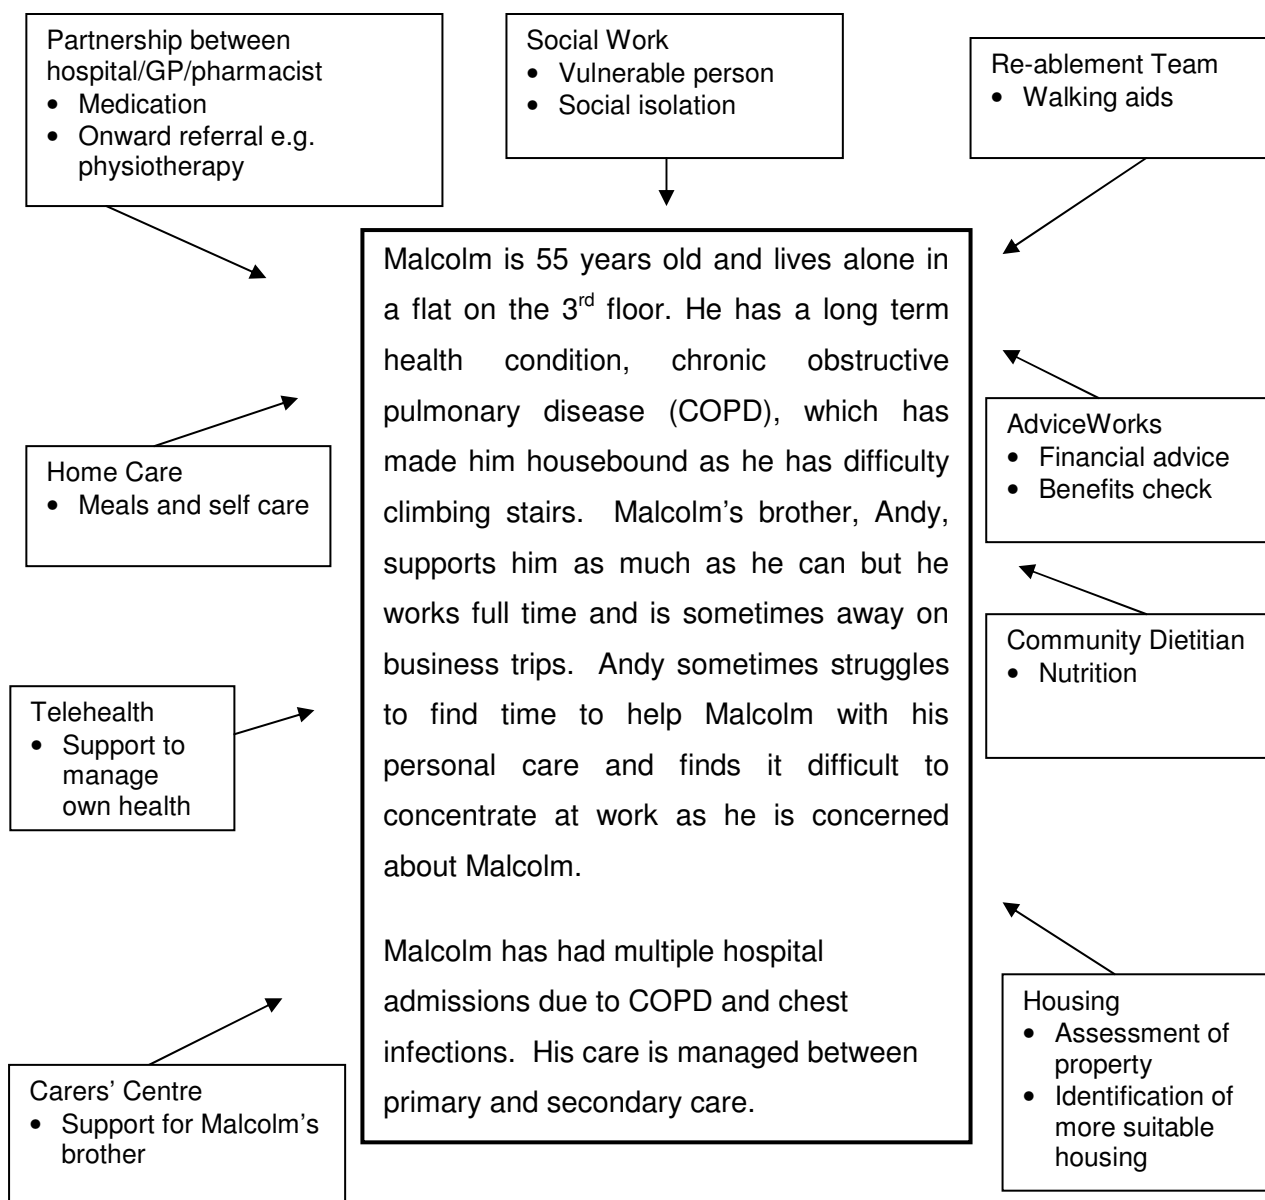 Partnership between
hospital/GP/pharmacist
• Medication
• Onward referral e.g.
physiotherapy
Social Work
• Vulnerable person
• Social isolation
Re-ablement Team
• Walking aids
Malcolm is 55 years old and lives alone in
a flat on the 3rd floor. He has a long term
health condition, chronic obstructive
pulmonary disease (COPD), which has
made him housebound as he has difficulty
climbing stairs. Malcolm’s brother, Andy,
supports him as much as he can but he
works full time and is sometimes away on
business trips. Andy sometimes struggles
to find time to help Malcolm with his
personal care and finds it difficult to
concentrate at work as he is concerned
about Malcolm.
Malcolm has had multiple hospital
admissions due to COPD and chest
infections. His care is managed between
primary and secondary care.
Home Care
• Meals and self care
AdviceWorks
• Financial advice
• Benefits check
Community Dietitian
• Nutrition
Telehealth
• Support to
manage
own health
Housing
• Assessment of
property
• Identification of
more suitable
housing
Carers’ Centre
• Support for Malcolm’s
brother